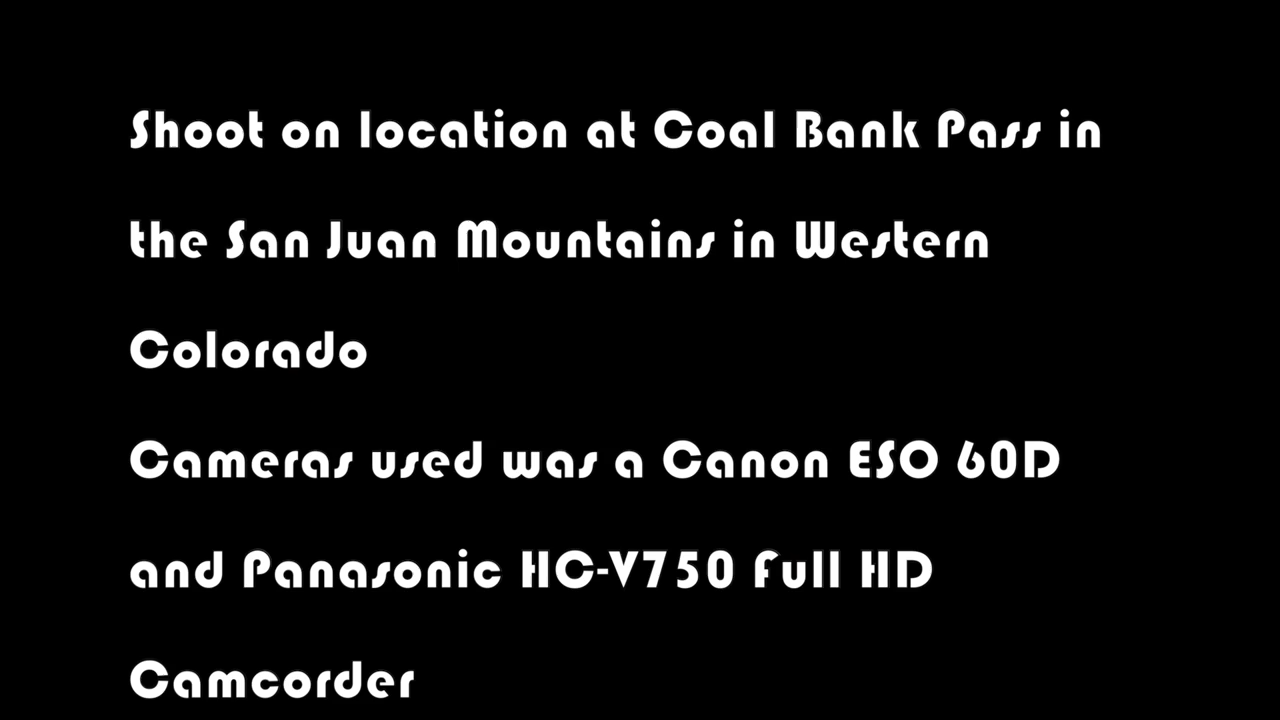 Shoot on location at Coal Bank Pass in
the San Juan Mountains in Western
Colorado
Cameras used was a Canon ESO 60D
and Panasonic HC-V750 Full HD
Camcorder